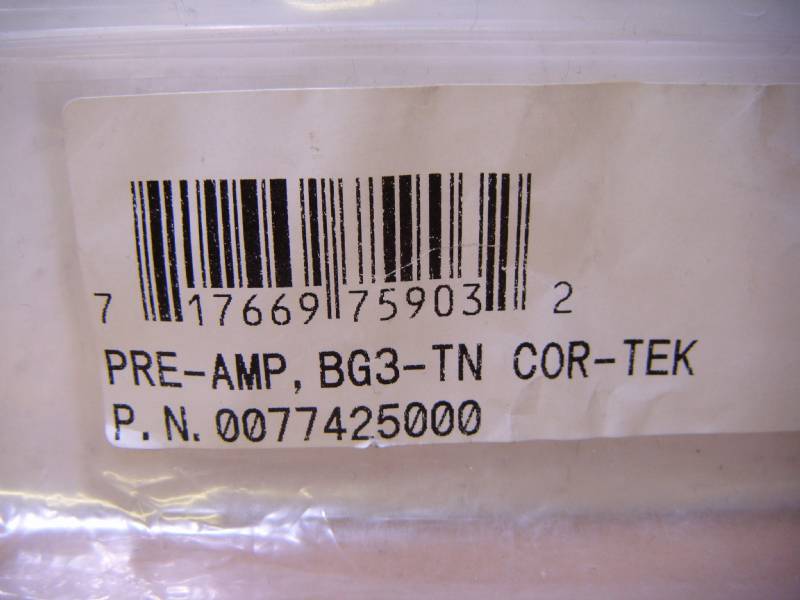 7 17669 75903 2
PRE-AMP, BG3-TN COR-TEK
P.N. 0077425000